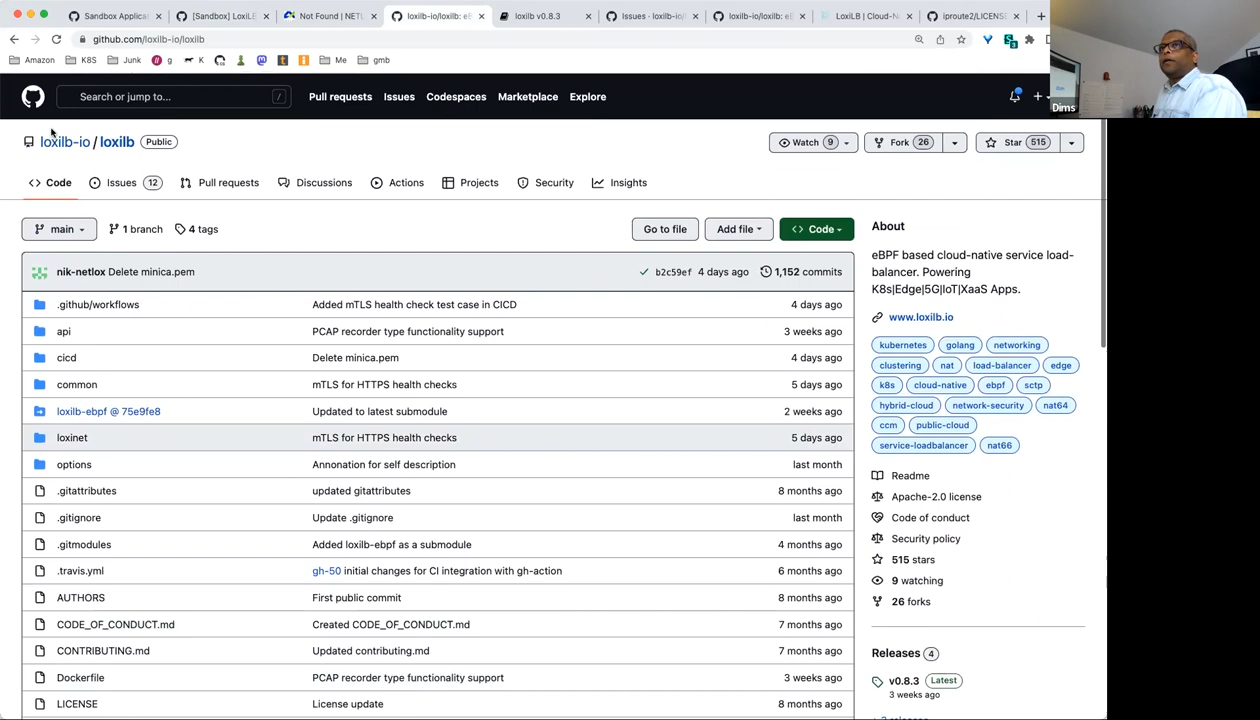 Sandbox Applica
[Sandbox] LoxiLE
Not Found | NETL
loxilb-io/loxilb: eB
loxilb v0.8.3
Issues · loxilb-io/lo
loxilb-io/loxilb: eB
LoxiLB | Cloud-Na
iproute2/LICENSE
github.com/loxilb-io/loxilb
Amazon
K8S
Junk
g
K
Me
gmb
Dims
Search or jump to...
/
Pull requests
Issues
Codespaces
Marketplace
Explore
loxilb-io / loxilb Public
Watch 9
Fork 26
Star 515
Code
Issues 12
Pull requests
Discussions
Actions
Projects
Security
Insights
main
1 branch
4 tags
Go to file
Add file
Code
nik-netlox Delete minica.pem b2c59ef 4 days ago 1,152 commits
.github/workflows Added mTLS health check test case in CICD 4 days ago
api PCAP recorder type functionality support 3 weeks ago
cicd Delete minica.pem 4 days ago
common mTLS for HTTPS health checks 5 days ago
loxilb-ebpf @ 75e9fe8 Updated to latest submodule 2 weeks ago
loxinet mTLS for HTTPS health checks 5 days ago
options Annonation for self description last month
.gitattributes updated gitattributes 8 months ago
.gitignore Update .gitignore last month
.gitmodules Added loxilb-ebpf as a submodule 4 months ago
.travis.yml gh-50 initial changes for CI integration with gh-action 6 months ago
AUTHORS First public commit 8 months ago
CODE_OF_CONDUCT.md Created CODE_OF_CONDUCT.md 7 months ago
CONTRIBUTING.md Updated contributing.md 7 months ago
Dockerfile PCAP recorder type functionality support 3 weeks ago
LICENSE License update 8 months ago
About
eBPF based cloud-native service load-
balancer. Powering
K8s|Edge|5G|IoT|XaaS Apps.
www.loxilb.io
kubernetes golang networking
clustering nat load-balancer edge
k8s cloud-native ebpf sctp
hybrid-cloud network-security nat64
ccm public-cloud
service-loadbalancer nat66
Readme
Apache-2.0 license
Code of conduct
Security policy
515 stars
9 watching
26 forks
Releases 4
v0.8.3 Latest
3 weeks ago